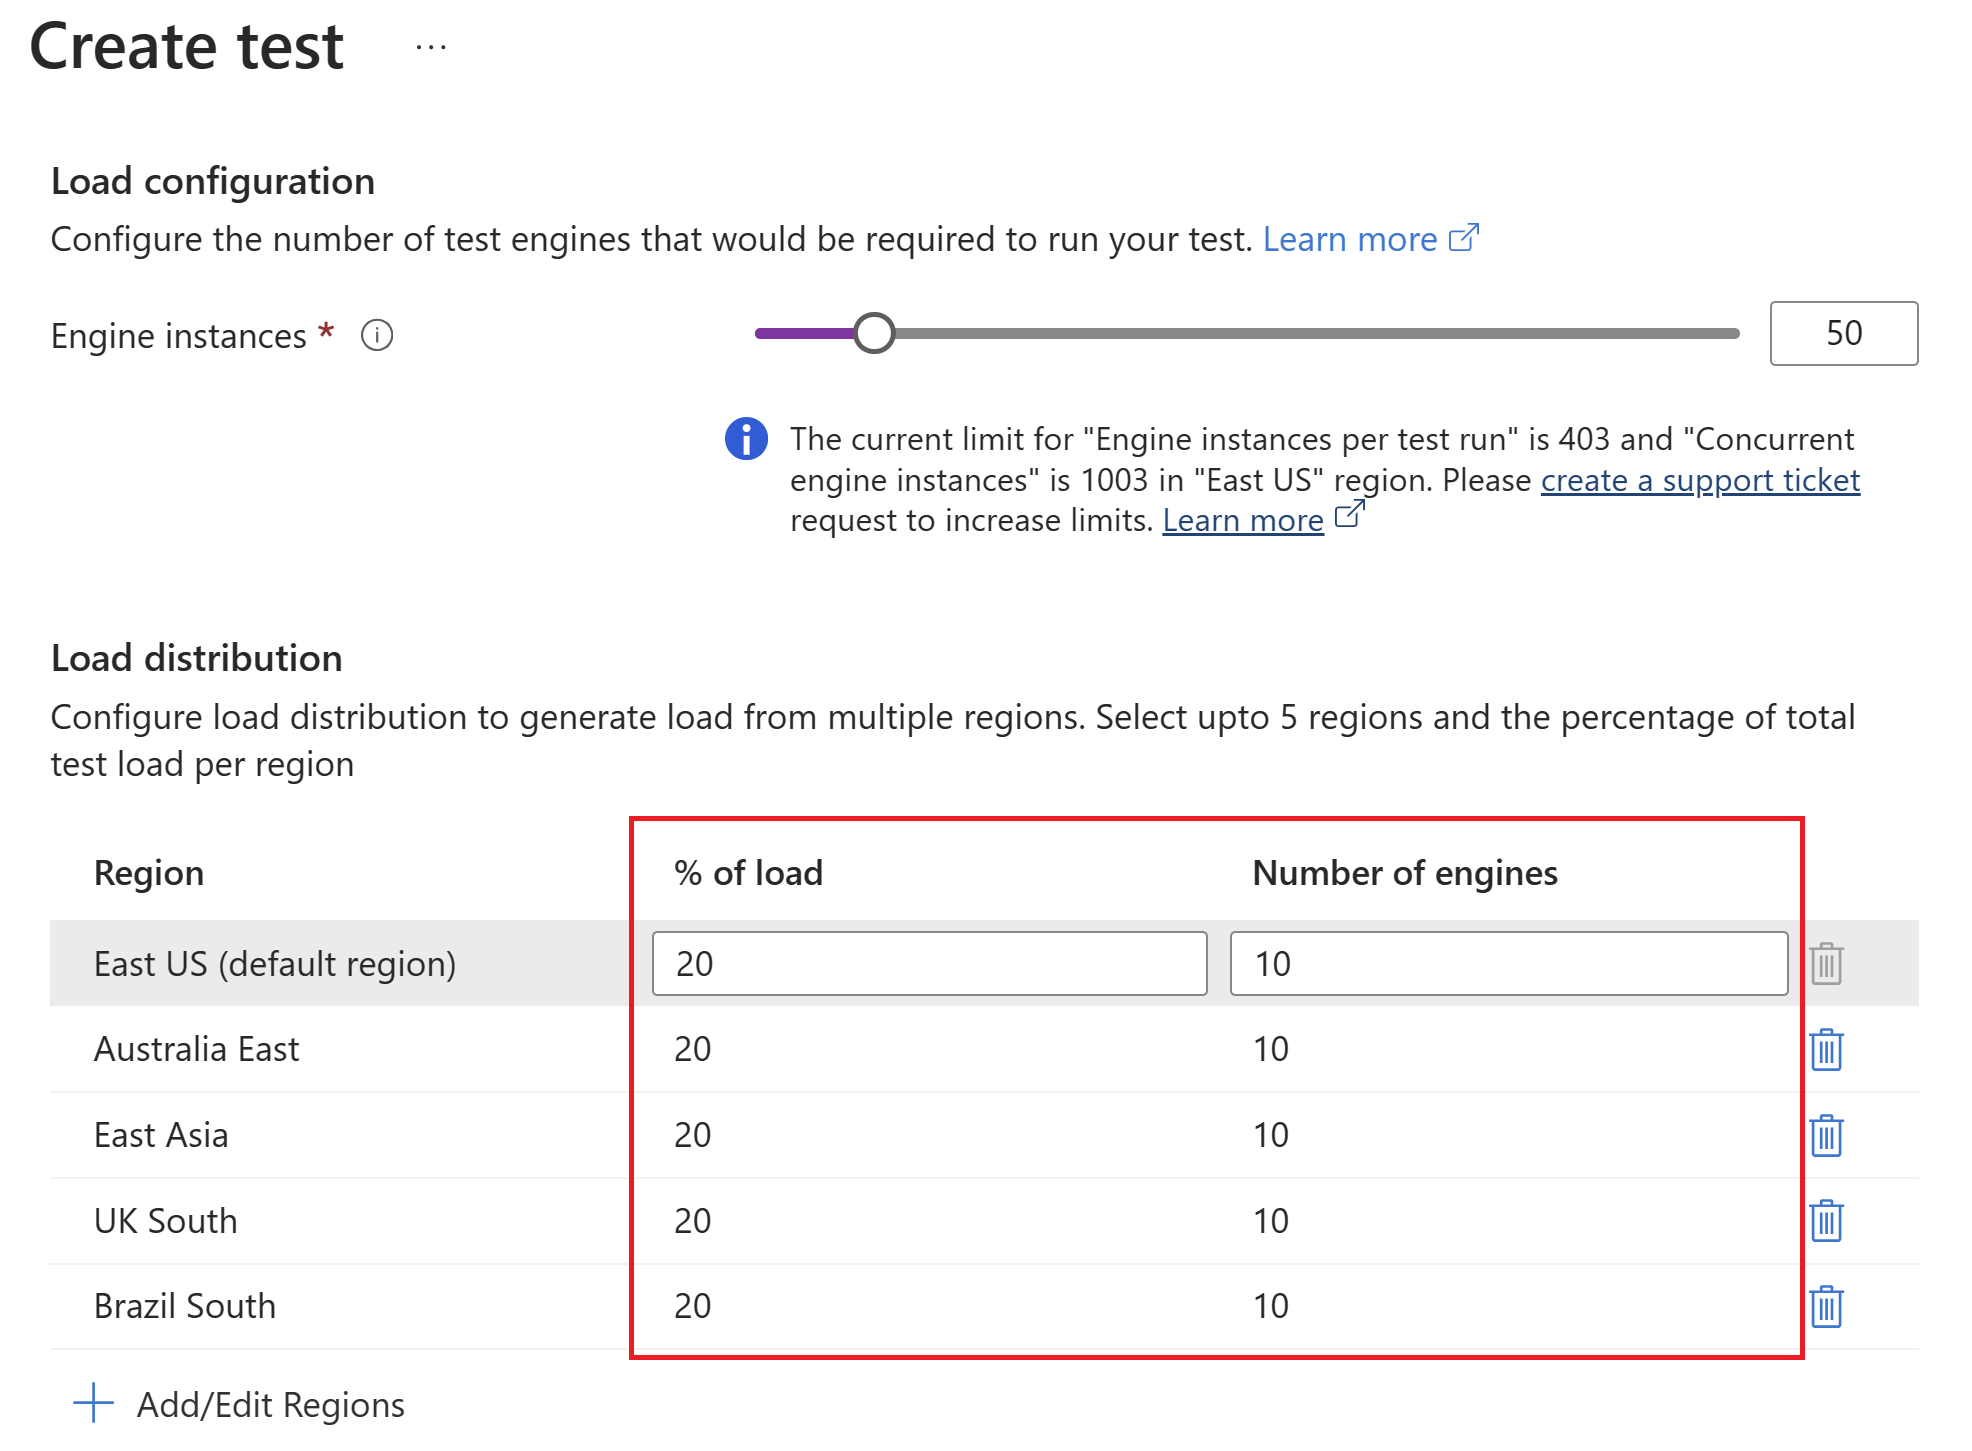 Create test ···
Load configuration
Configure the number of test engines that would be required to run your test. Learn more
Engine instances * 50
The current limit for "Engine instances per test run" is 403 and "Concurrent
engine instances" is 1003 in "East US" region. Please create a support ticket
request to increase limits. Learn more
Load distribution
Configure load distribution to generate load from multiple regions. Select upto 5 regions and the percentage of total
test load per region
Region % of load Number of engines
East US (default region) 20 10
Australia East 20 10
East Asia 20 10
UK South 20 10
Brazil South 20 10
Add/Edit Regions